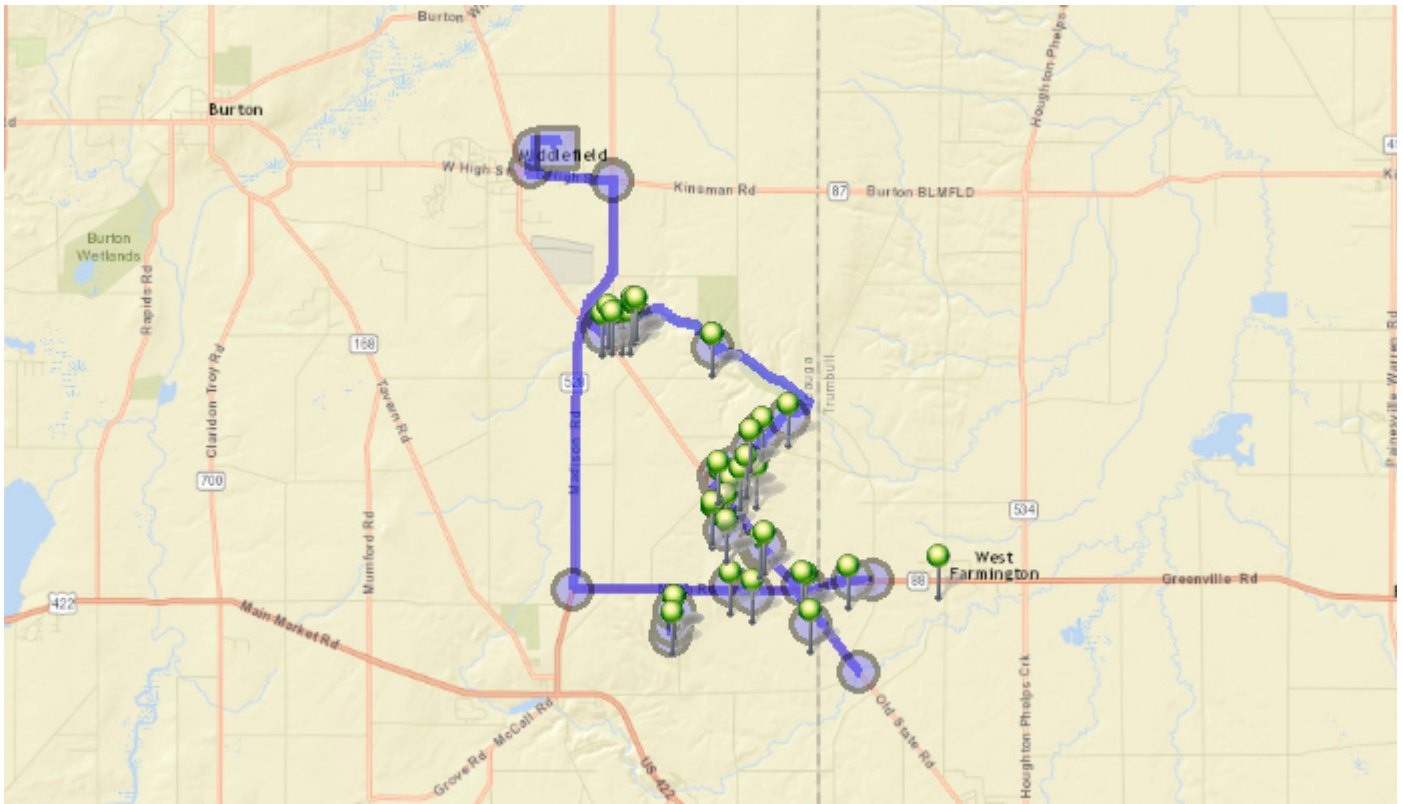 Burton
Burton
W High St
Kinsman Rd
87
Burton BLMFLD
Houghton Phelps
Burton
Wetlands
Rapids Rd
168
Claridon Troy Rd
Tavern Rd
Madison Rd
Trumbull
Painesville Warren Rd
700
534
Mumford Rd
West
Farmington
88
Greenville Rd
422
Main Market Rd
Grove Rd
McCall Rd
US 422
Old State Rd
Houghton Phelps Crk